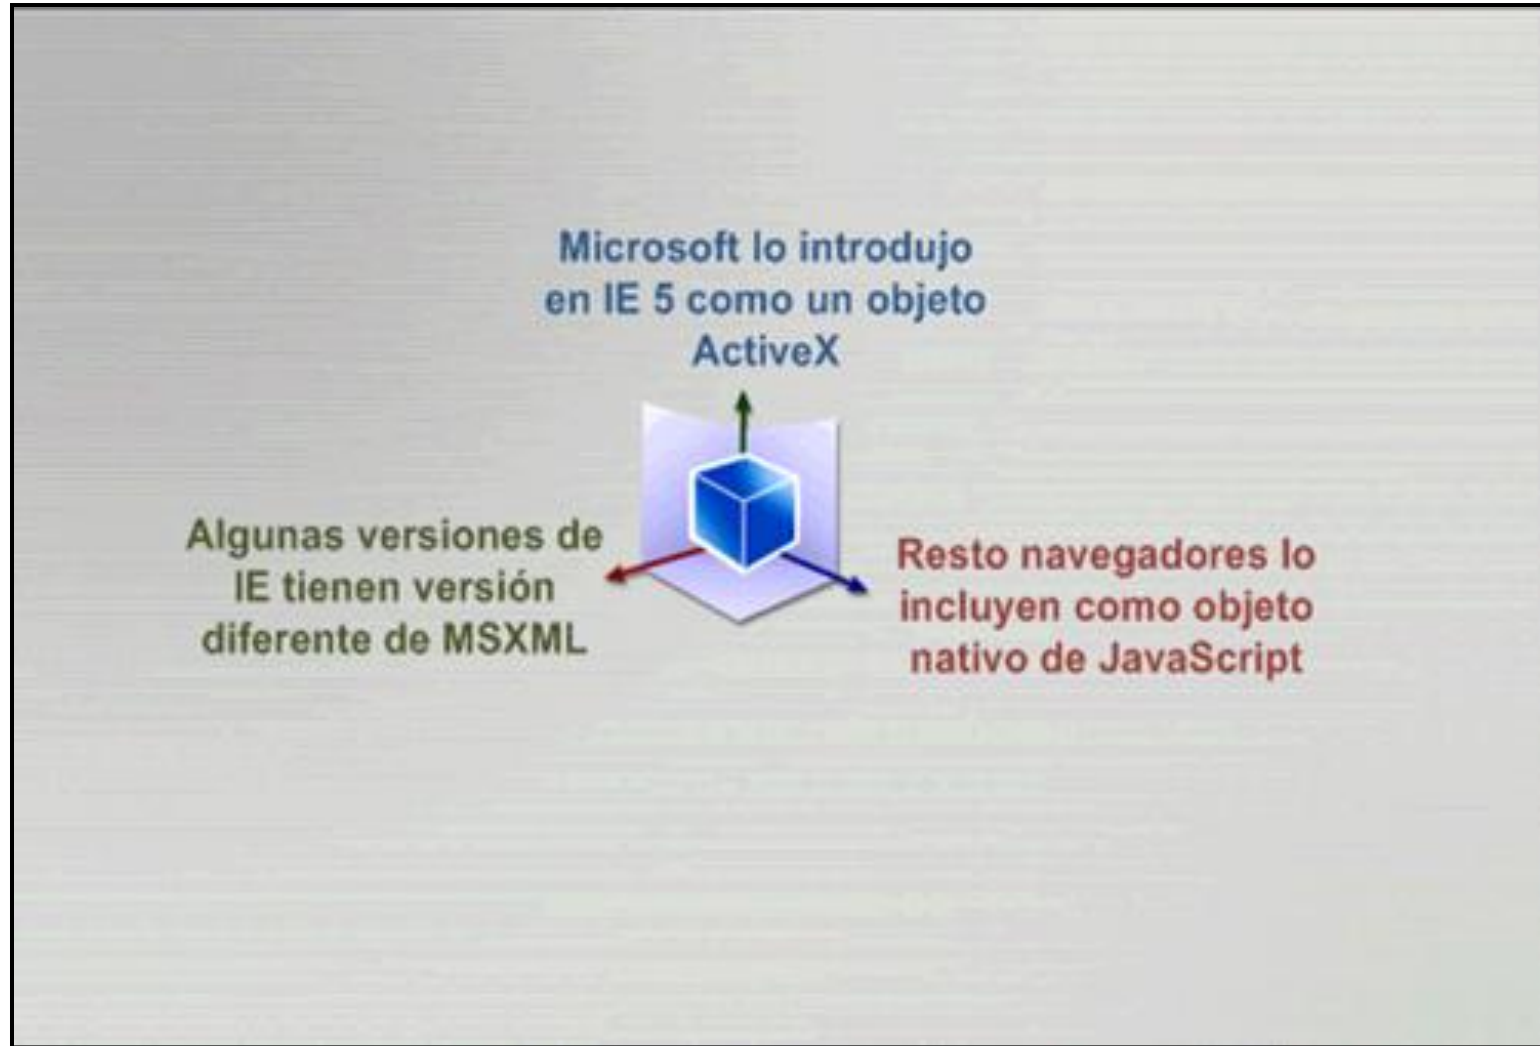 Microsoft lo introdujo
en IE 5 como un objeto
ActiveX
Algunas versiones de
IE tienen versión
diferente de MSXML
Resto navegadores lo
incluyen como objeto
nativo de JavaScript